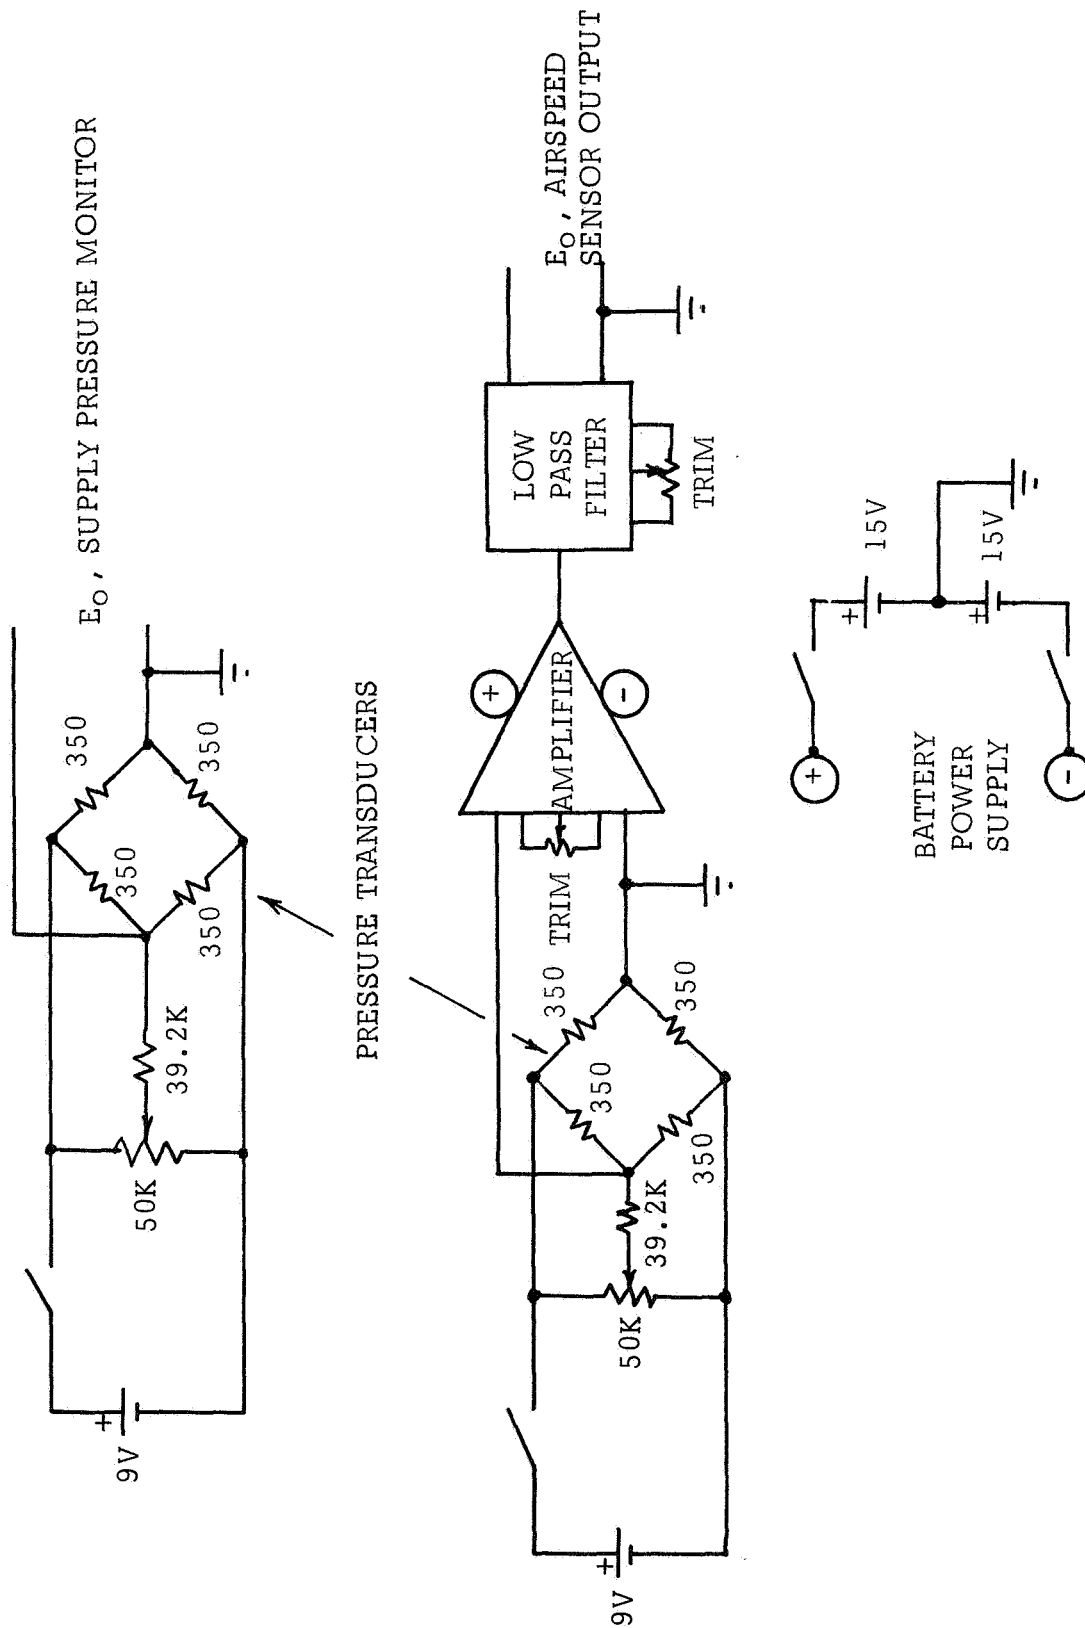 E₀, SUPPLY PRESSURE MONITOR
350
350
350
350
39.2K
50K
+
9V
PRESSURE TRANSDUCERS
E₀, AIRSPEED
SENSOR OUTPUT
LOW
PASS
FILTER
TRIM
+
AMPLIFIER
-
TRIM
350
350
350
350
39.2K
50K
+
9V
BATTERY
POWER
SUPPLY
+
-
+
15V
±
15V